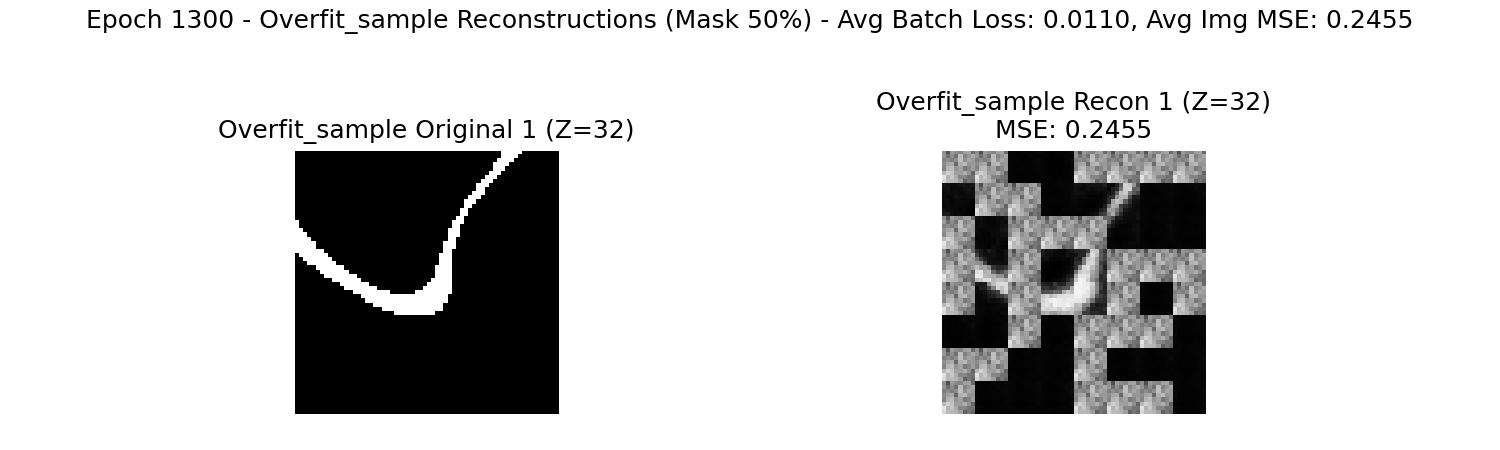 Epoch 1300 - Overfit_sample Reconstructions (Mask 50%) - Avg Batch Loss: 0.0110, Avg Img MSE: 0.2455
Overfit_sample Original 1 (Z=32)
Overfit_sample Recon 1 (Z=32)
MSE: 0.2455